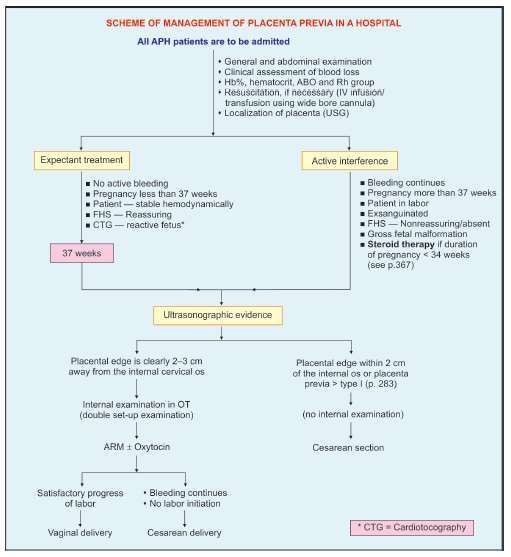 SCHEME OF MANAGEMENT OF PLACENTA PREVIA IN A HOSPITAL
All APH patients are to be admitted
• General and abdominal examination
• Clinical assessment of blood loss
• Hb%, hematocrit, ABO and Rh group
• Resuscitation, if necessary (IV infusion/
transfusion using wide bore cannula)
• Localization of placenta (USG)
Expectant treatment
■ No active bleeding
■ Pregnancy less than 37 weeks
■ Patient — stable hemodynamically
■ FHS — Reassuring
■ CTG — reactive fetus*
37 weeks
Active interference
■ Bleeding continues
■ Pregnancy more than 37 weeks
■ Patient in labor
■ Exsanguinated
■ FHS — Nonreassuring/absent
■ Gross fetal malformation
■ Steroid therapy if duration
of pregnancy < 34 weeks
(see p.367)
Ultrasonographic evidence
Placental edge is clearly 2–3 cm
away from the internal cervical os
Internal examination in OT
(double set-up examination)
ARM ± Oxytocin
Satisfactory progress
of labor
Vaginal delivery
• Bleeding continues
• No labor initiation
Cesarean delivery
Placental edge within 2 cm
of the internal os or placenta
previa > type I (p. 283)
(no internal examination)
Cesarean section
* CTG = Cardiotocography